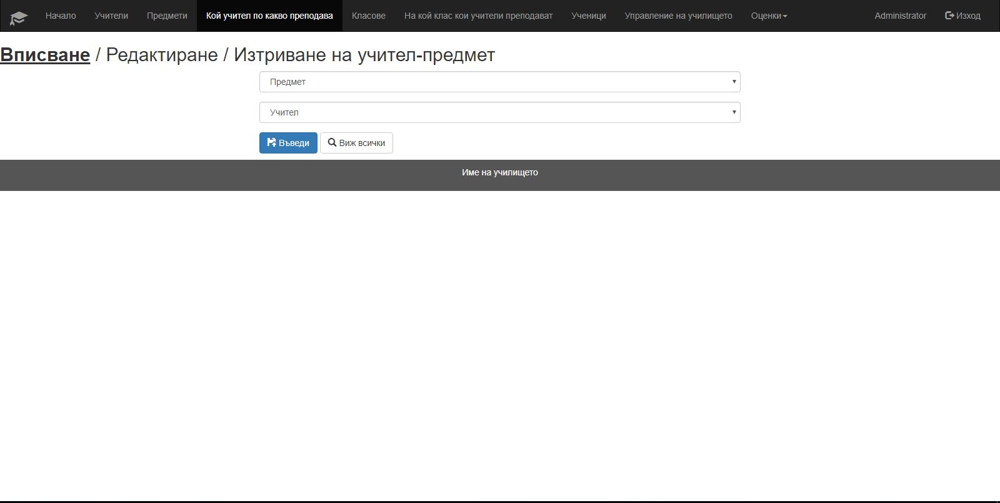 Начало Учители Предмети Кой учител по какво преподава Класове На кой клас кои учители преподават Ученици Управление на училището Оценки Administrator Изход
Вписване / Редактиране / Изтриване на учител-предмет
Предмет
Учител
Въведи Виж всички
Име на училището